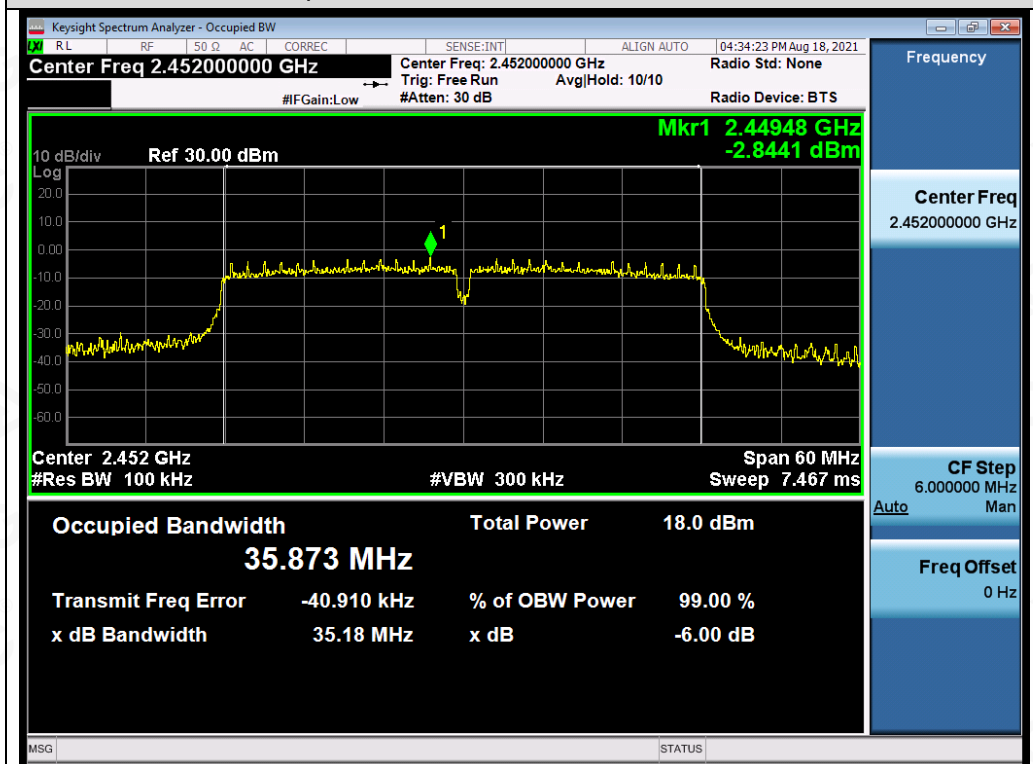 Keysight Spectrum Analyzer - Occupied BW
LXI RL RF 50 Ω AC CORREC SENSE:INT ALIGN AUTO 04:34:23 PM Aug 18, 2021
Center Freq 2.452000000 GHz
Center Freq: 2.452000000 GHz
Radio Std: None
Trig: Free Run Avg|Hold: 10/10
#IFGain:Low #Atten: 30 dB Radio Device: BTS
Mkr1 2.44948 GHz
-2.8441 dBm
10 dB/div Ref 30.00 dBm
Log
20.0
10.0
0.00
-10.0
-20.0
-30.0
-40.0
-50.0
-60.0
1
Center 2.452 GHz Span 60 MHz
#Res BW 100 kHz #VBW 300 kHz Sweep 7.467 ms
Occupied Bandwidth Total Power 18.0 dBm
35.873 MHz
Transmit Freq Error -40.910 kHz % of OBW Power 99.00 %
x dB Bandwidth 35.18 MHz x dB -6.00 dB
MSG STATUS
Frequency
Center Freq
2.452000000 GHz
CF Step
6.000000 MHz
Auto Man
Freq Offset
0 Hz